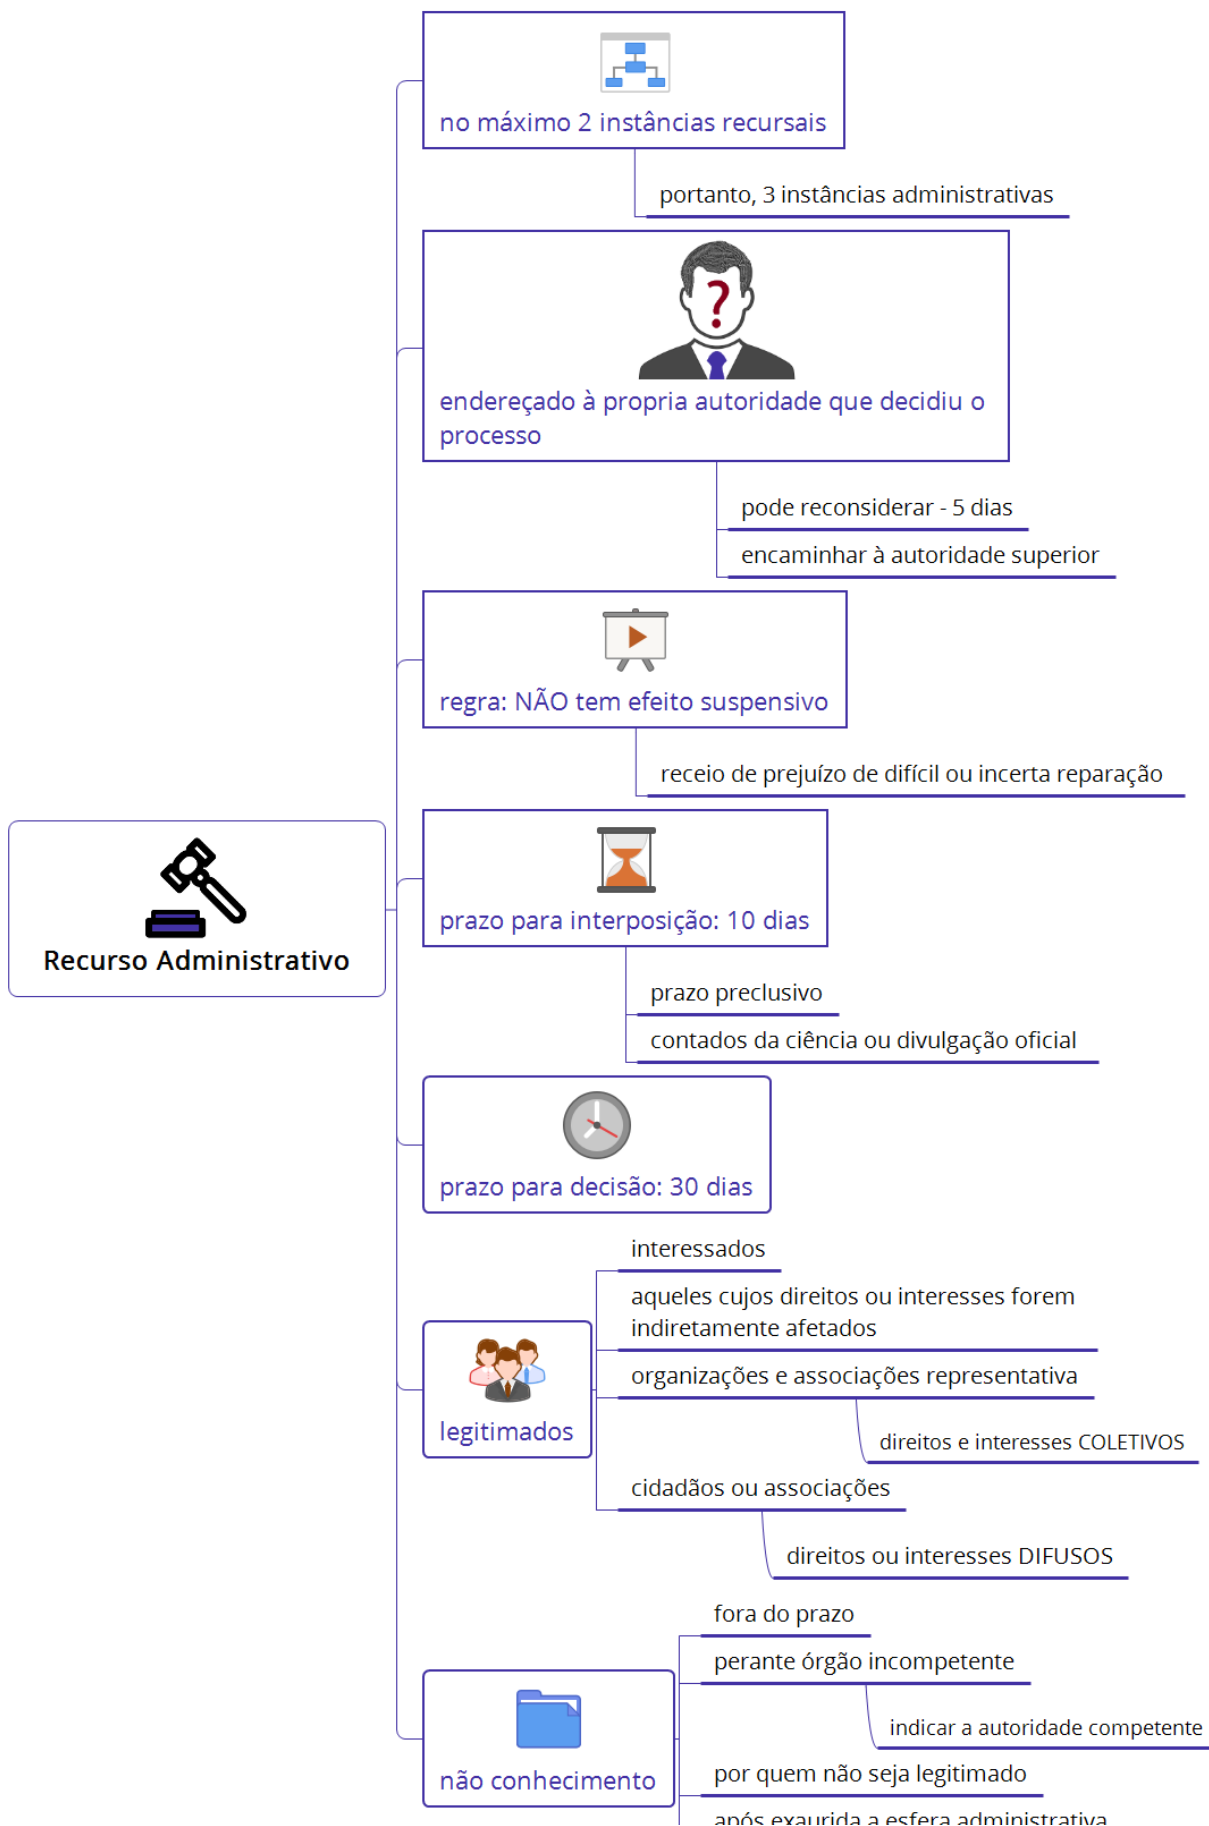 no máximo 2 instâncias recursais
portanto, 3 instâncias administrativas
?
endereçado à propria autoridade que decidiu o
processo
pode reconsiderar - 5 dias
encaminhar à autoridade superior
regra: NÃO tem efeito suspensivo
receio de prejuízo de difícil ou incerta reparação
Recurso Administrativo
prazo para interposição: 10 dias
prazo preclusivo
contados da ciência ou divulgação oficial
prazo para decisão: 30 dias
legitimados
interessados
aqueles cujos direitos ou interesses forem
indiretamente afetados
organizações e associações representativa
direitos e interesses COLETIVOS
cidadãos ou associações
direitos ou interesses DIFUSOS
não conhecimento
fora do prazo
perante órgão incompetente
indicar a autoridade competente
por quem não seja legitimado
após exaurida a esfera administrativa